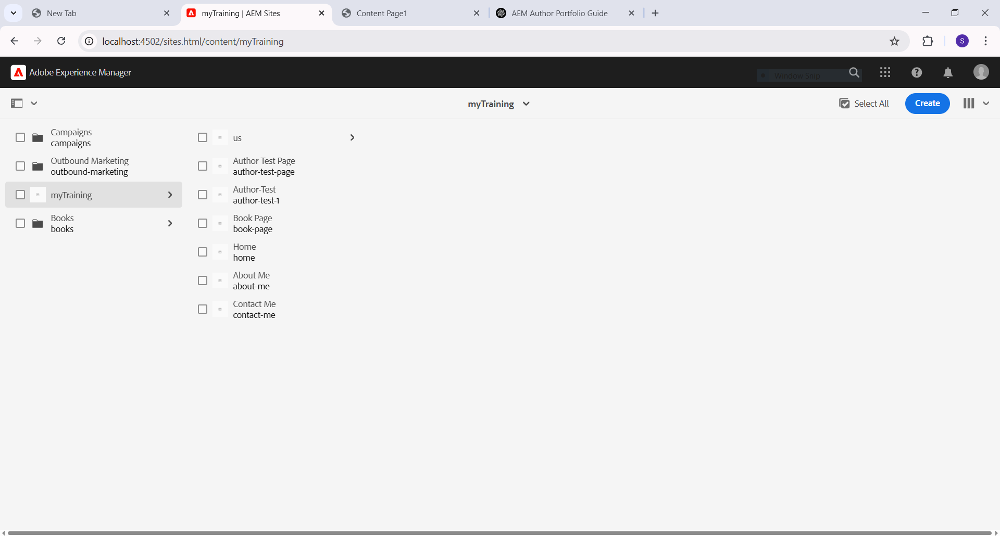 New Tab
myTraining | AEM Sites
Content Page1
AEM Author Portfolio Guide
localhost:4502/sites.html/content/myTraining
S
Adobe Experience Manager
Window Snip
myTraining
Select All
Create
Campaigns
campaigns
Outbound Marketing
outbound-marketing
myTraining
Books
books
us
Author Test Page
author-test-page
Author-Test
author-test-1
Book Page
book-page
Home
home
About Me
about-me
Contact Me
contact-me